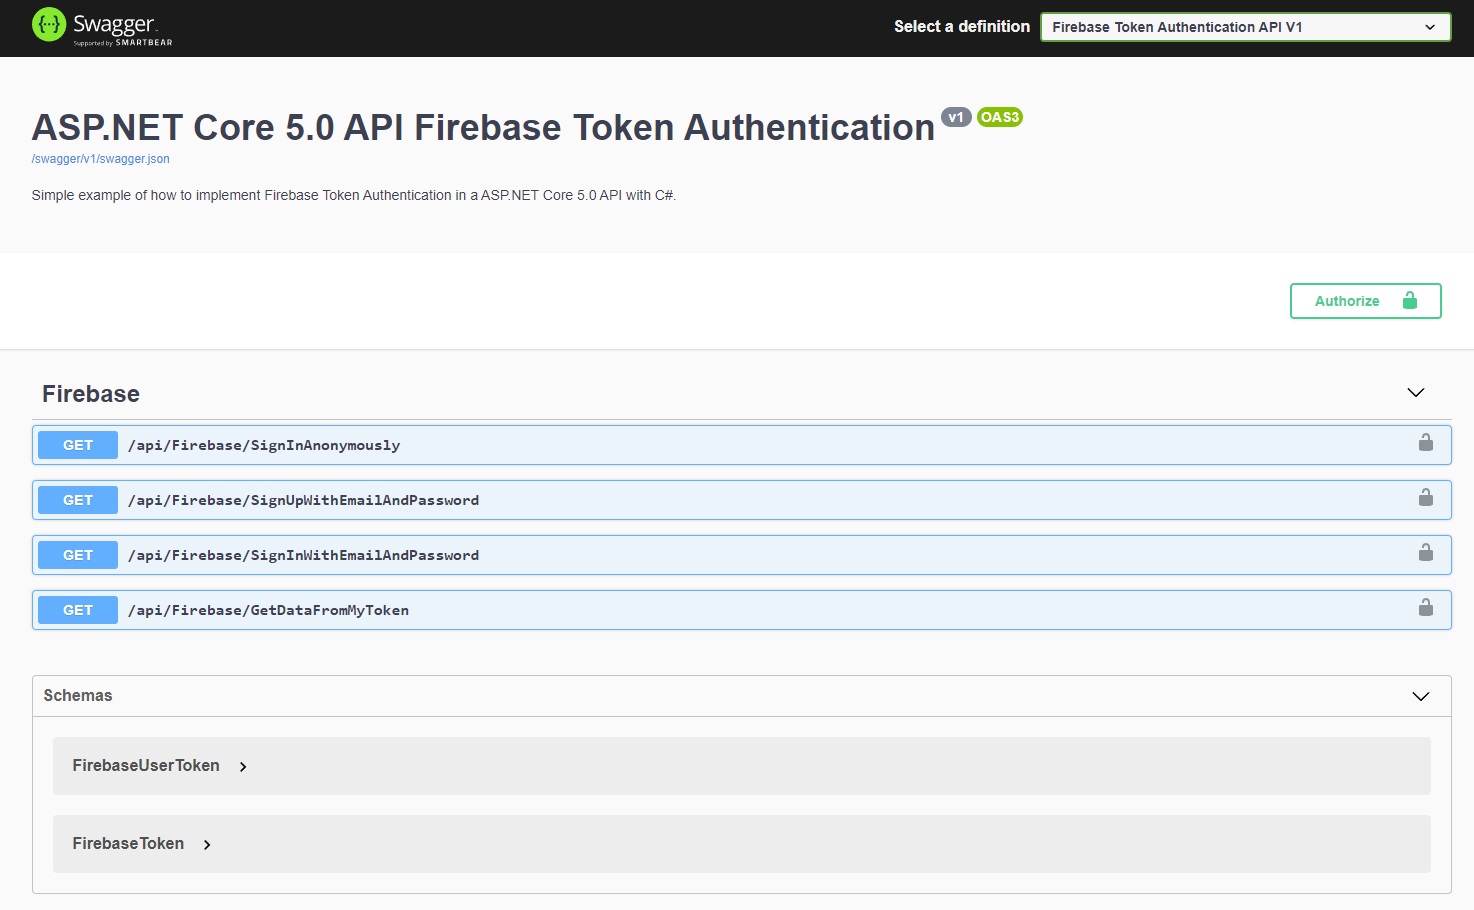 {···} Swagger.
Supported by SMARTBEAR
Select a definition
Firebase Token Authentication API V1
ASP.NET Core 5.0 API Firebase Token Authentication v1 OAS3
/swagger/v1/swagger.json
Simple example of how to implement Firebase Token Authentication in a ASP.NET Core 5.0 API with C#.
Authorize
Firebase
GET /api/Firebase/SignInAnonymously
GET /api/Firebase/SignUpWithEmailAndPassword
GET /api/Firebase/SignInWithEmailAndPassword
GET /api/Firebase/GetDataFromMyToken
Schemas
FirebaseUserToken
FirebaseToken